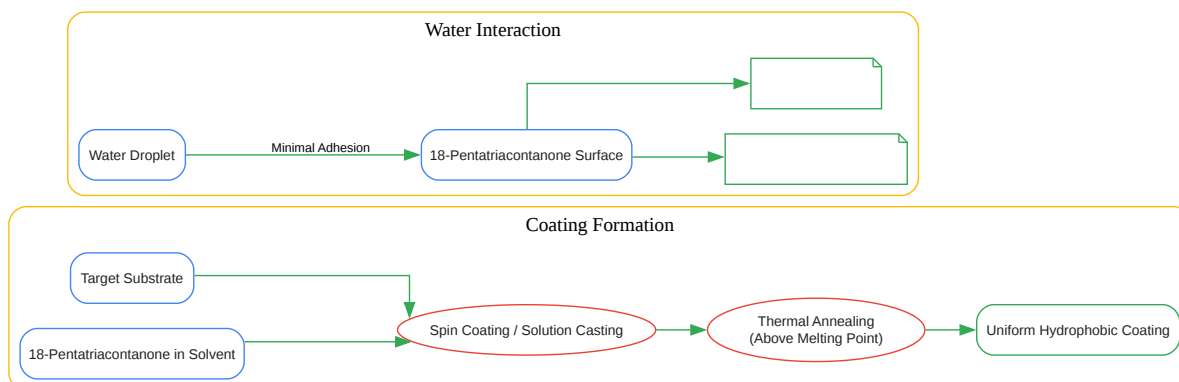 Water Interaction
Water Droplet
Minimal Adhesion
18-Pentatriacontanone Surface
Coating Formation
Target Substrate
18-Pentatriacontanone in Solvent
Spin Coating / Solution Casting
Thermal Annealing
(Above Melting Point)
Uniform Hydrophobic Coating